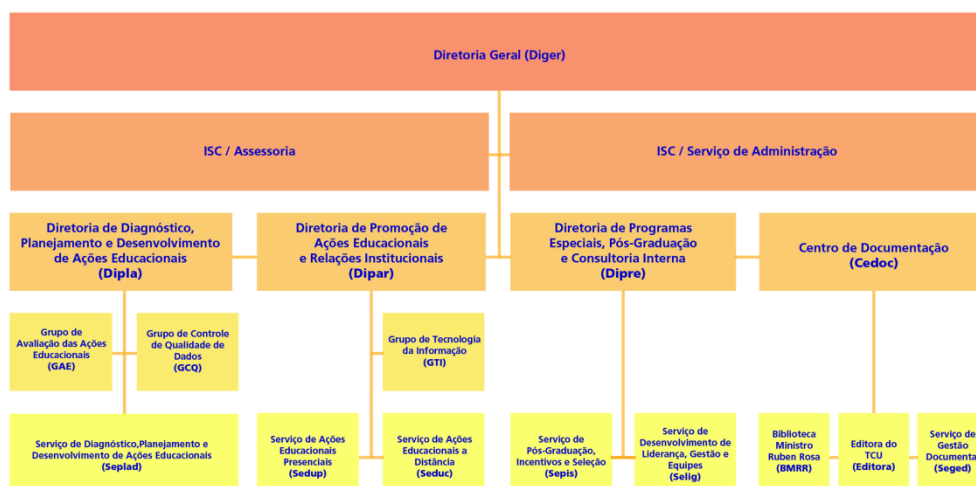 Diretoria Geral (Diger)
ISC / Assessoria
ISC / Serviço de Administração
Diretoria de Diagnóstico,
Planejamento e Desenvolvimento
de Ações Educacionais
(Dipla)
Diretoria de Promoção de
Ações Educacionais
e Relações Institucionais
(Dipar)
Diretoria de Programas
Especiais, Pós-Graduação
e Consultoria Interna
(Dipre)
Centro de Documentação
(Cedoc)
Grupo de
Avaliação das Ações
Educacionais
(GAE)
Grupo de Controle
de Qualidade de
Dados
(GCQ)
Grupo de Tecnologia
da Informação
(GTI)
Serviço de Diagnóstico,Planejamento e
Desenvolvimento de Ações Educacionais
(Seplad)
Serviço de Ações
Educacionais
Presenciais
(Sedup)
Serviço de Ações
Educacionais a
Distância
(Seduc)
Serviço de
Pós-Graduação,
Incentivos e Seleção
(Sepis)
Serviço de
Desenvolvimento de
Liderança, Gestão e
Equipes
(Selig)
Biblioteca
Ministro
Ruben Rosa
(BMRR)
Editora do
TCU
(Editora)
Serviço de
Gestão
Documenta
(Seged)